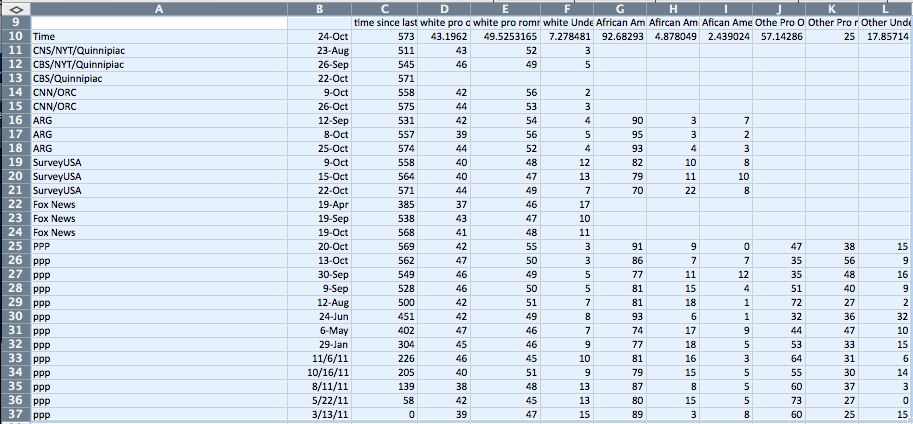 A B C D E F G H I J K L
9 time since last white pro o white pro romr white Unde African Am Afircan Am Afican Ame Othe Pro O Other Pro r Other Unde
10 Time 24-Oct 573 43.1962 49.5253165 7.278481 92.68293 4.878049 2.439024 57.14286 25 17.85714
11 CNS/NYT/Quinnipiac 23-Aug 511 43 52 3
12 CBS/NYT/Quinnipiac 26-Sep 545 46 49 5
13 CBS/Quinnipiac 22-Oct 571
14 CNN/ORC 9-Oct 558 42 56 2
15 CNN/ORC 26-Oct 575 44 53 3
16 ARG 12-Sep 531 42 54 4 90 3 7
17 ARG 8-Oct 557 39 56 5 95 3 2
18 ARG 25-Oct 574 44 52 4 93 4 3
19 SurveyUSA 9-Oct 558 40 48 12 82 10 8
20 SurveyUSA 15-Oct 564 40 47 13 79 11 10
21 SurveyUSA 22-Oct 571 44 49 7 70 22 8
22 Fox News 19-Apr 385 37 46 17
23 Fox News 19-Sep 538 43 47 10
24 Fox News 19-Oct 568 41 48 11
25 PPP 20-Oct 569 42 55 3 91 9 0 47 38 15
26 ppp 13-Oct 562 47 50 3 86 7 7 35 56 9
27 ppp 30-Sep 549 46 49 5 77 11 12 35 48 16
28 ppp 9-Sep 528 46 50 5 81 15 4 51 40 9
29 ppp 12-Aug 500 42 51 7 81 18 1 72 27 2
30 ppp 24-Jun 451 42 49 8 93 6 1 32 36 32
31 ppp 6-May 402 47 46 7 74 17 9 44 47 10
32 ppp 29-Jan 304 45 46 9 77 18 5 53 33 15
33 ppp 11/6/11 226 46 45 10 81 16 3 64 31 6
34 ppp 10/16/11 205 40 51 9 79 15 5 55 30 14
35 ppp 8/11/11 139 38 48 13 87 8 5 60 37 3
36 ppp 5/22/11 58 42 45 13 80 15 5 73 27 0
37 ppp 3/13/11 0 39 47 15 89 3 8 60 25 15